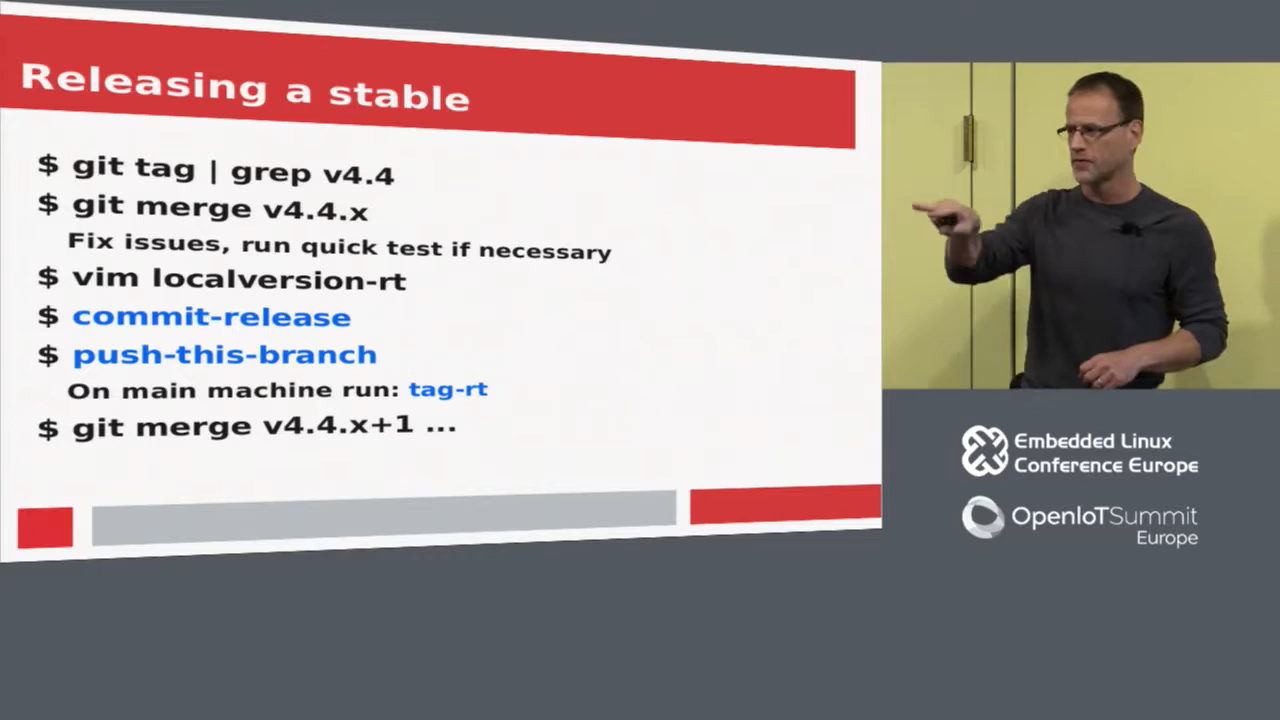 Releasing a stable
$ git tag | grep v4.4
$ git merge v4.4.x
Fix issues, run quick test if necessary
$ vim localversion-rt
$ commit-release
$ push-this-branch
On main machine run: tag-rt
$ git merge v4.4.x+1 ...
Embedded Linux
Conference Europe
OpenIoTSummit
Europe